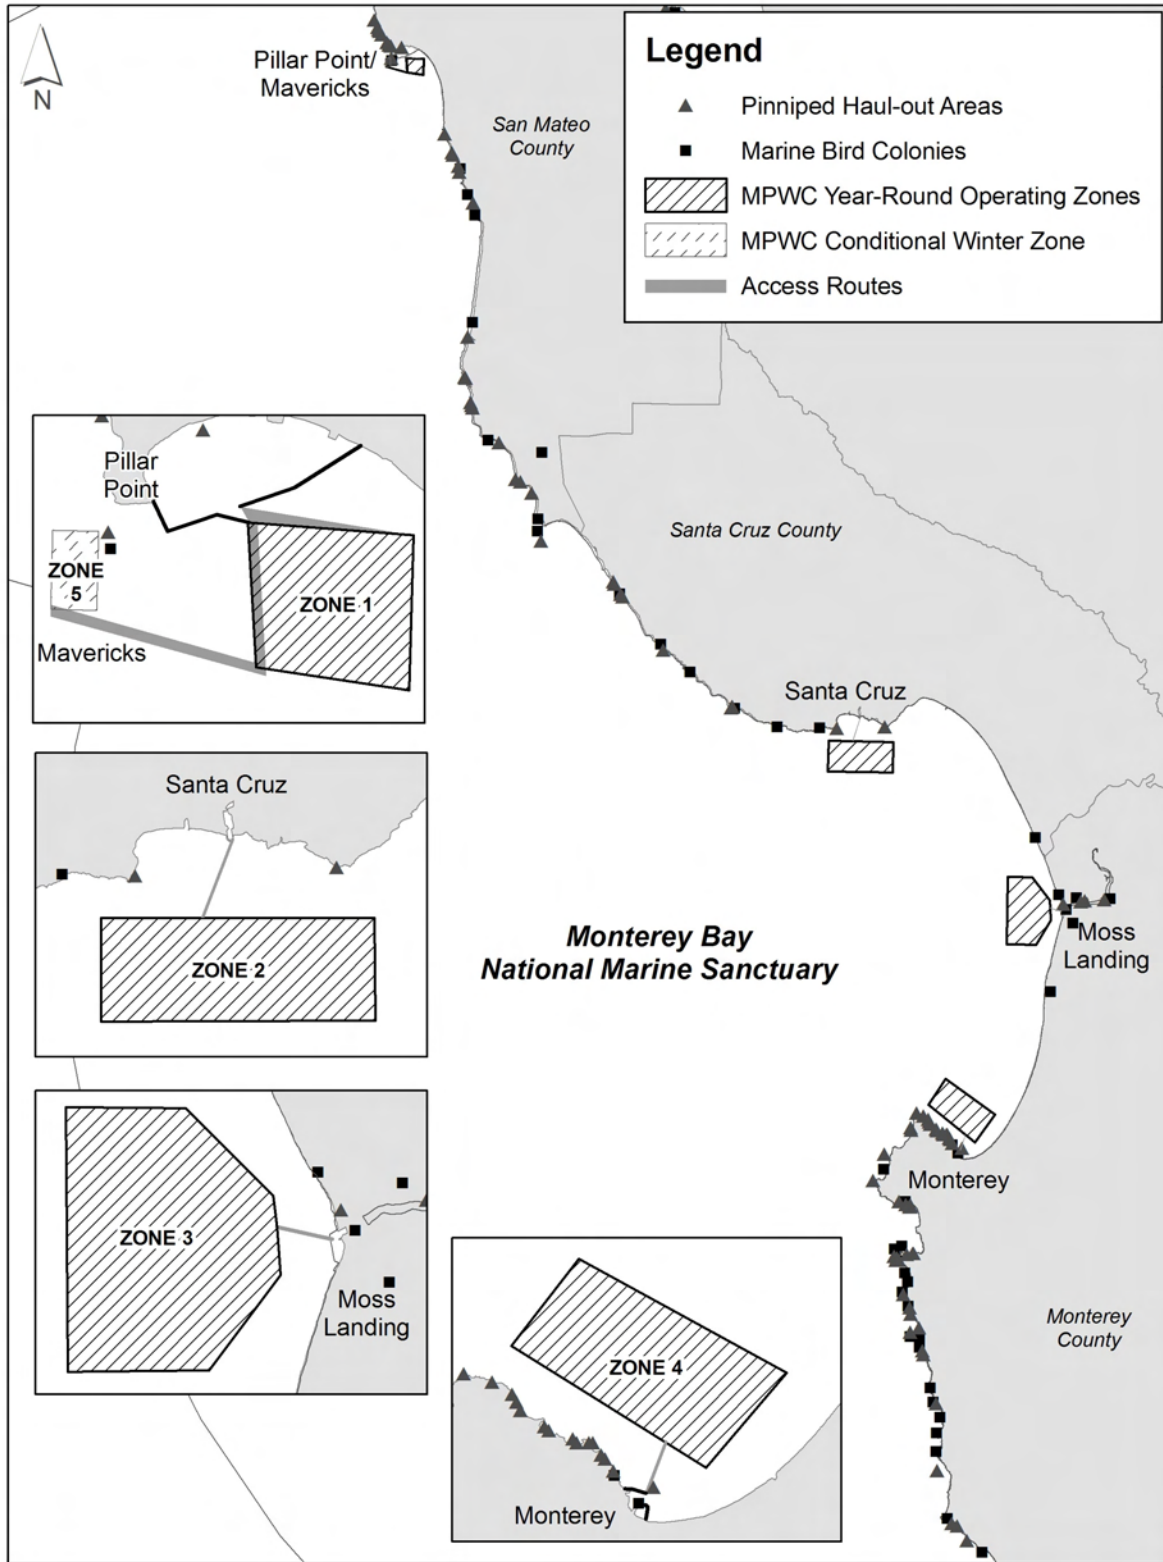 Pillar Point/
Mavericks
N
San Mateo
County
Legend
Pinniped Haul-out Areas
Marine Bird Colonies
MPWC Year-Round Operating Zones
MPWC Conditional Winter Zone
Access Routes
Pillar
Point
ZONE
5
ZONE 1
Mavericks
Santa Cruz County
Santa Cruz
Santa Cruz
ZONE 2
Monterey Bay
National Marine Sanctuary
Moss
Landing
ZONE 3
Moss
Landing
Monterey
ZONE 4
Monterey
Monterey
County